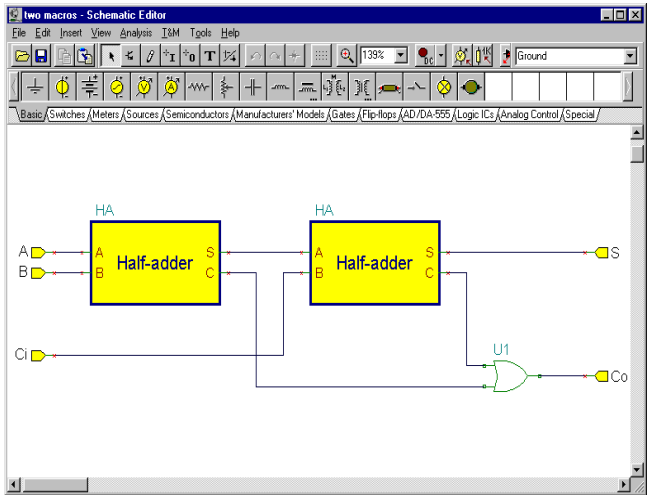 two macros - Schematic Editor
File Edit Insert View Analysis T&M Tools Help
T 139% DC 1K Ground
Basic Switches Meters Sources Semiconductors Manufacturers' Models Gates Flip-flops AD/DA-555 Logic ICs Analog Control Special
HA HA
A A S A S S
Half-adder Half-adder
B B C B C
Ci
U1
Co